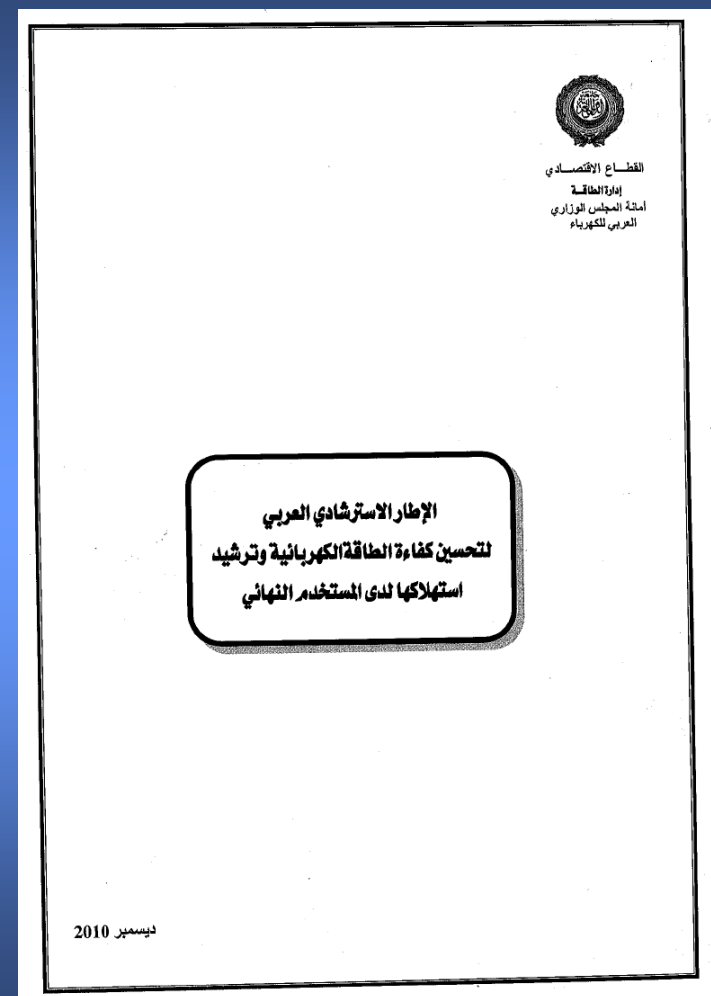 القطـــاع الاقتصـــادي
إدارة الطاقــة
أمانة المجلس الوزاري
العربي للكهرباء
الإطار الاسترشادي العربي
لتحسين كفاءة الطاقة الكهربائية وترشيد
استهلاكها لدى المستخدم النهائي
ديسمبر 2010